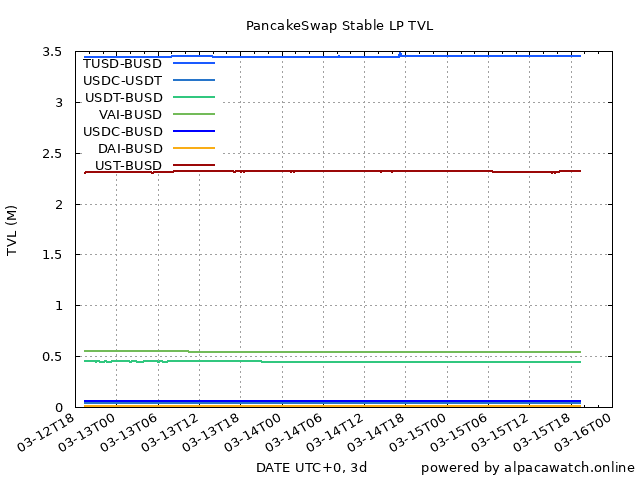 PancakeSwap Stable LP TVL
TVL (M)
3.5
3
2.5
2
1.5
1
0.5
0
TUSD-BUSD
USDC-USDT
USDT-BUSD
VAI-BUSD
USDC-BUSD
DAI-BUSD
UST-BUSD
03-12T18
03-13T00
03-13T06
03-13T12
03-13T18
03-14T00
03-14T06
03-14T12
03-14T18
03-15T00
03-15T06
03-15T12
03-15T18
03-16T00
DATE UTC+0, 3d
powered by alpacawatch.online